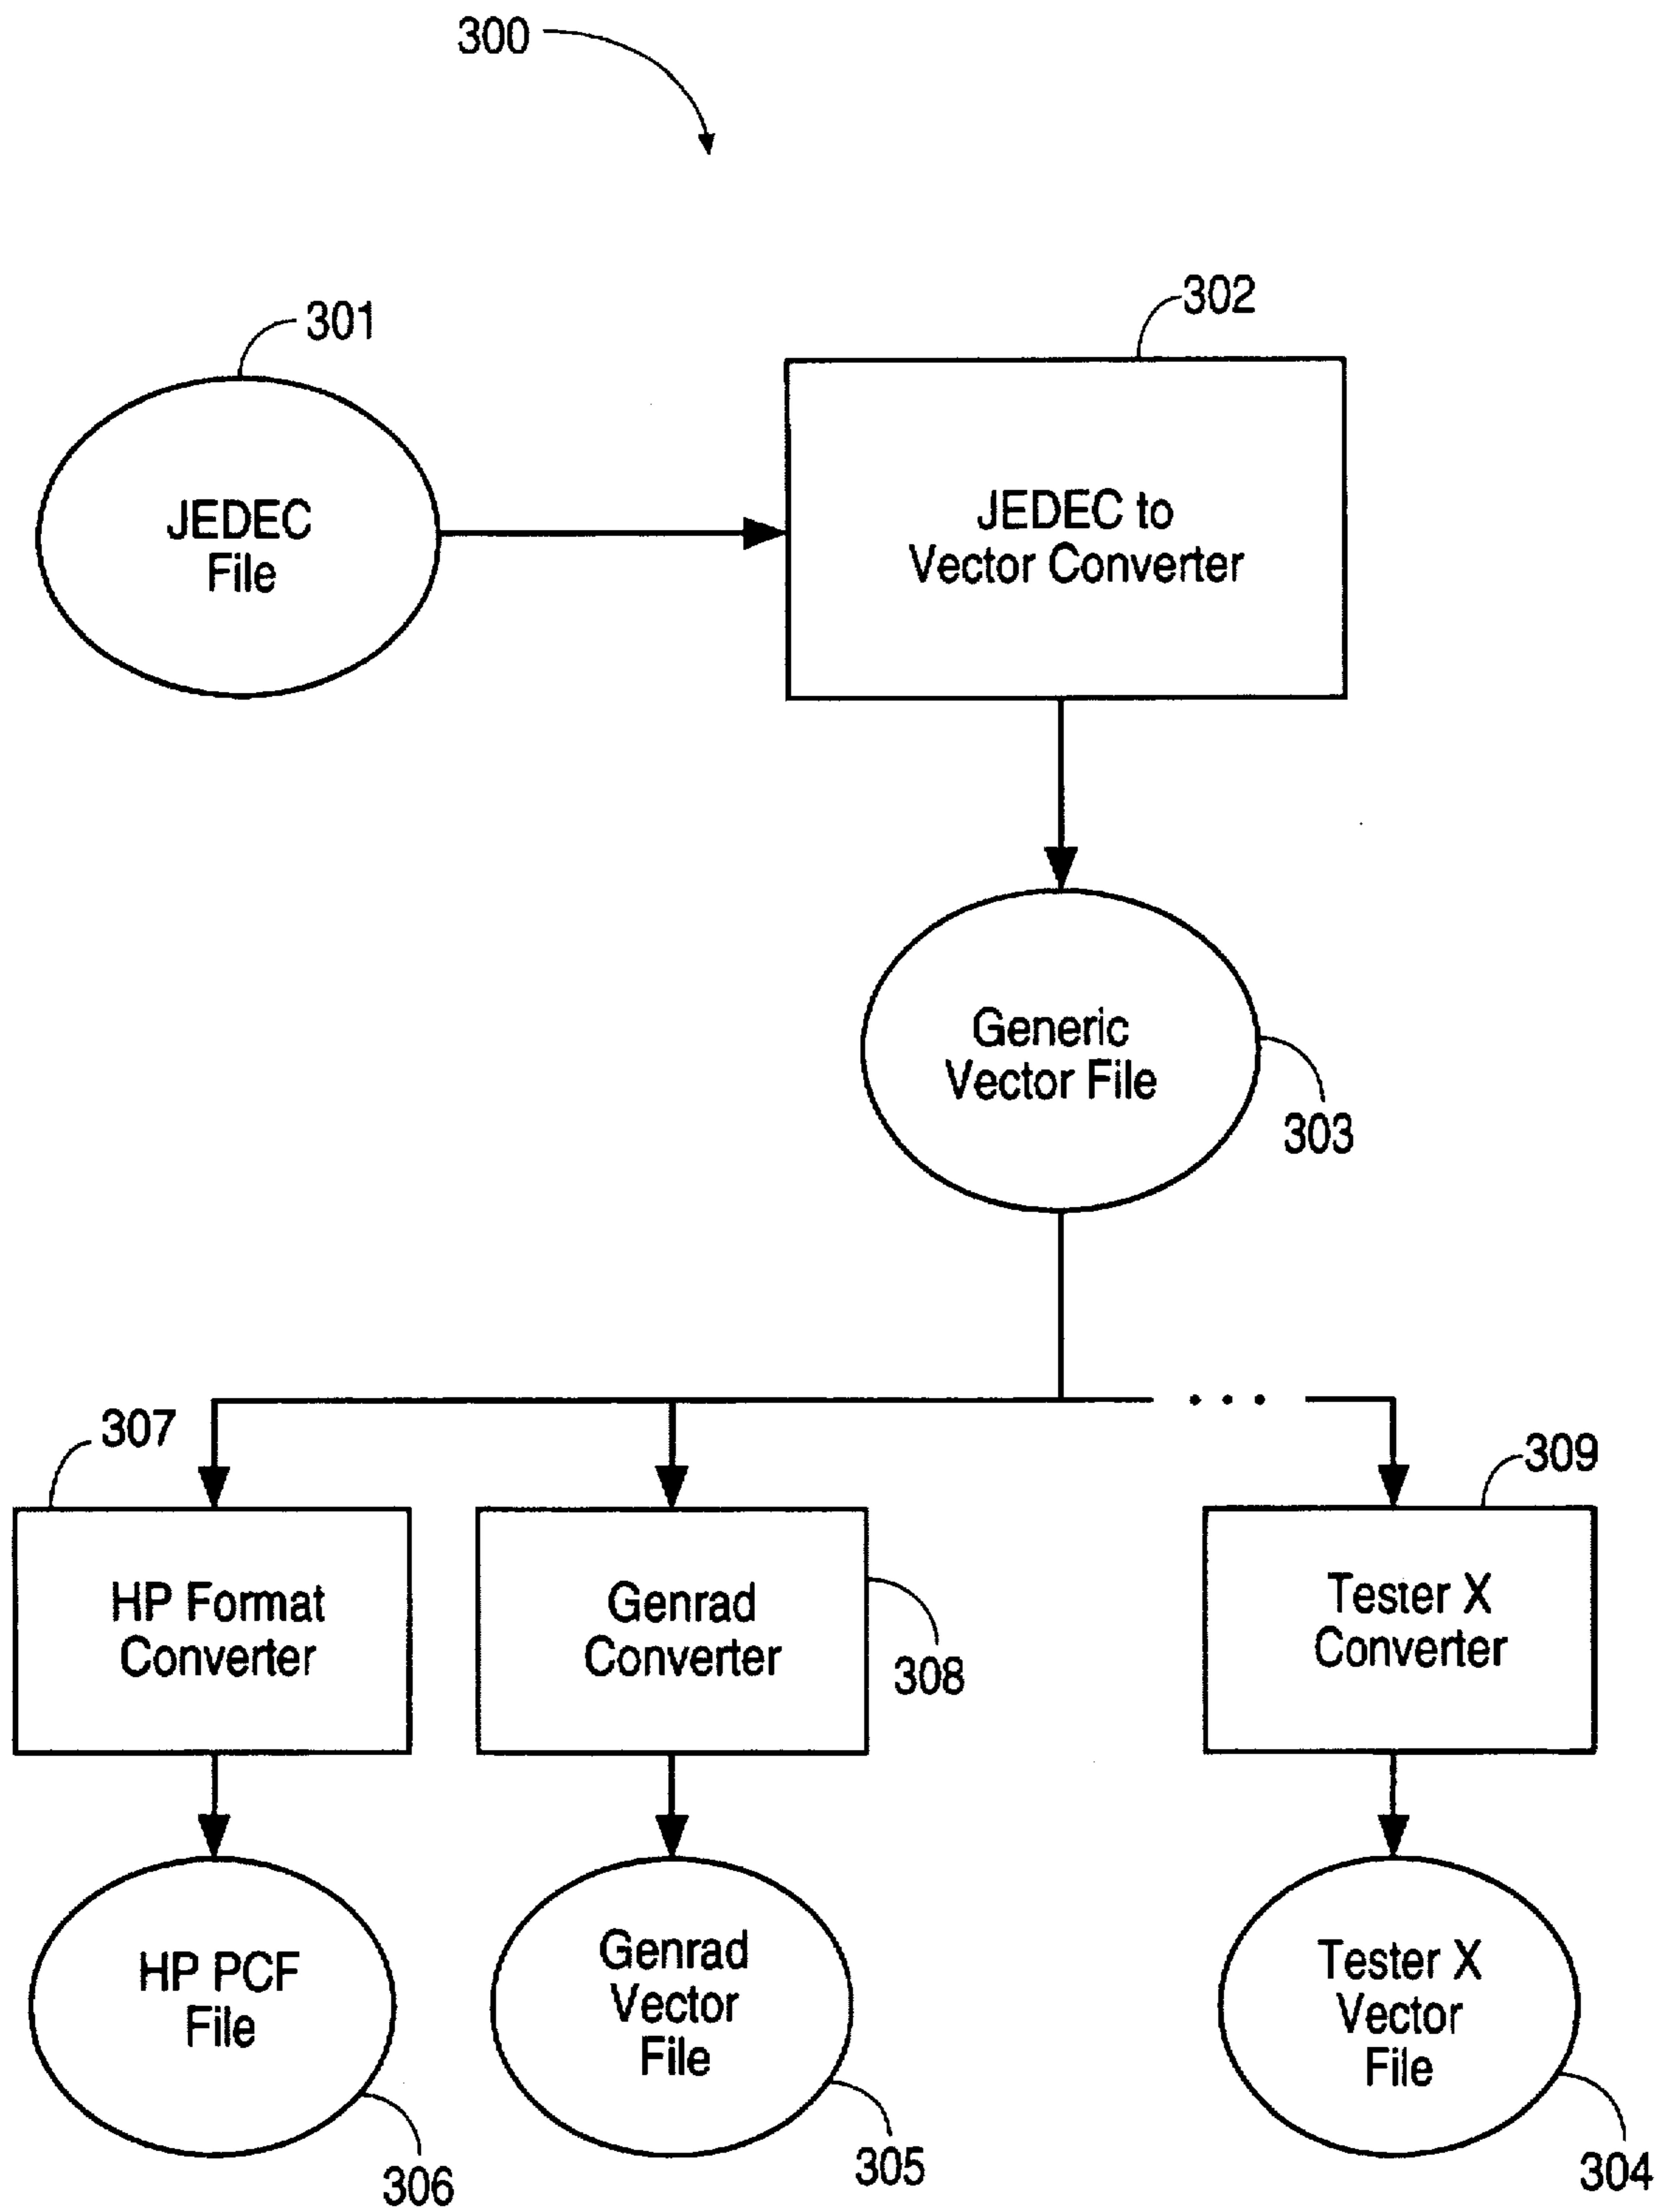 300
301
302
JEDEC
File
JEDEC to
Vector Converter
Generic
Vector File
303
307
309
HP Format
Converter
Genrad
Converter
308
Tester X
Converter
HP PCF
File
Genrad
Vector
File
Tester X
Vector
File
306
305
304